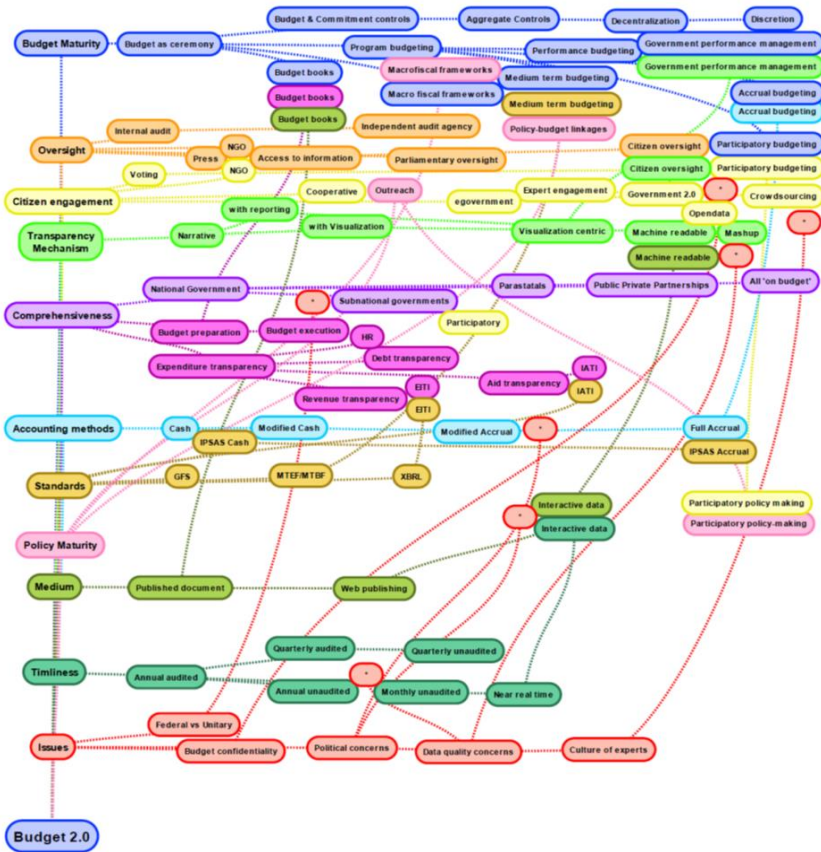 Budget & Commitment controls
Aggregate Controls
Decentralization
Discretion
Budget Maturity
Budget as ceremony
Program budgeting
Performance budgeting
Government performance management
Government performance management
Budget books
Macrofiscal frameworks
Medium term budgeting
Macro fiscal frameworks
Accrual budgeting
Budget books
Medium term budgeting
Accrual budgeting
Budget books
Policy-budget linkages
Internal audit
Independent audit agency
Oversight
NGO
Press
Access to information
Parliamentary oversight
Citizen oversight
Participatory budgeting
Citizen oversight
Participatory budgeting
Voting
NGO
Citizen engagement
Cooperative
Outreach
egovernment
Expert engagement
Government 2.0
*
Crowdsourcing
with reporting
Opendata
*
Transparency
Mechanism
Narrative
with Visualization
Visualization centric
Machine readable
Mashup
Machine readable
*
National Government
Parastatals
Public Private Partnerships
All 'on budget'
*
Subnational governments
Comprehensiveness
Budget preparation
Budget execution
Participatory
HR
Expenditure transparency
Debt transparency
IATI
Aid transparency
IATI
Revenue transparency
EITI
EITI
Accounting methods
Cash
Modified Cash
Modified Accrual
*
Full Accrual
IPSAS Cash
IPSAS Accrual
Standards
GFS
MTEF/MTBF
XBRL
Participatory policy making
Participatory policy-making
Interactive data
*
Interactive data
Policy Maturity
Medium
Published document
Web publishing
Quarterly audited
Quarterly unaudited
Timliness
Annual audited
*
Annual unaudited
Monthly unaudited
Near real time
Federal vs Unitary
Issues
Budget confidentiality
Political concerns
Data quality concerns
Culture of experts
Budget 2.0